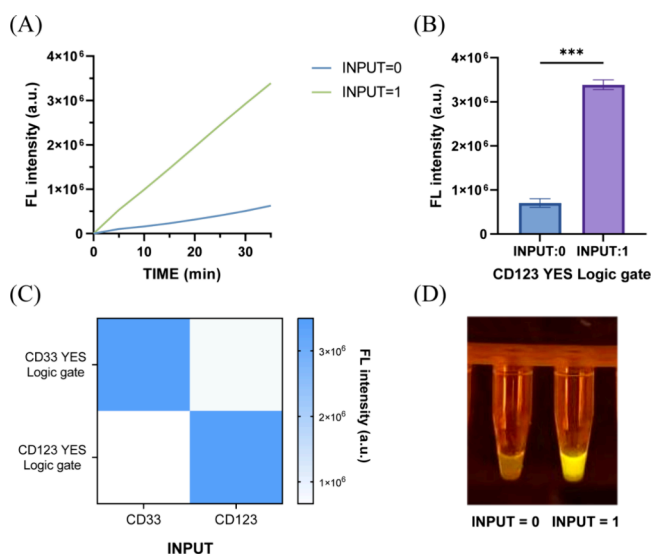 (A)
4×10⁶
3×10⁶
2×10⁶
1×10⁶
0
FL intensity (a.u.)
0 10 20 30
TIME (min)
INPUT=0
INPUT=1
(B)
***
4×10⁶
3×10⁶
2×10⁶
1×10⁶
0
FL intensity (a.u.)
INPUT:0 INPUT:1
CD123 YES Logic gate
(C)
CD33 YES
Logic gate
CD123 YES
Logic gate
CD33 CD123
INPUT
3×10⁶
2×10⁶
1×10⁶
FL intensity (a.u.)
(D)
INPUT = 0 INPUT = 1